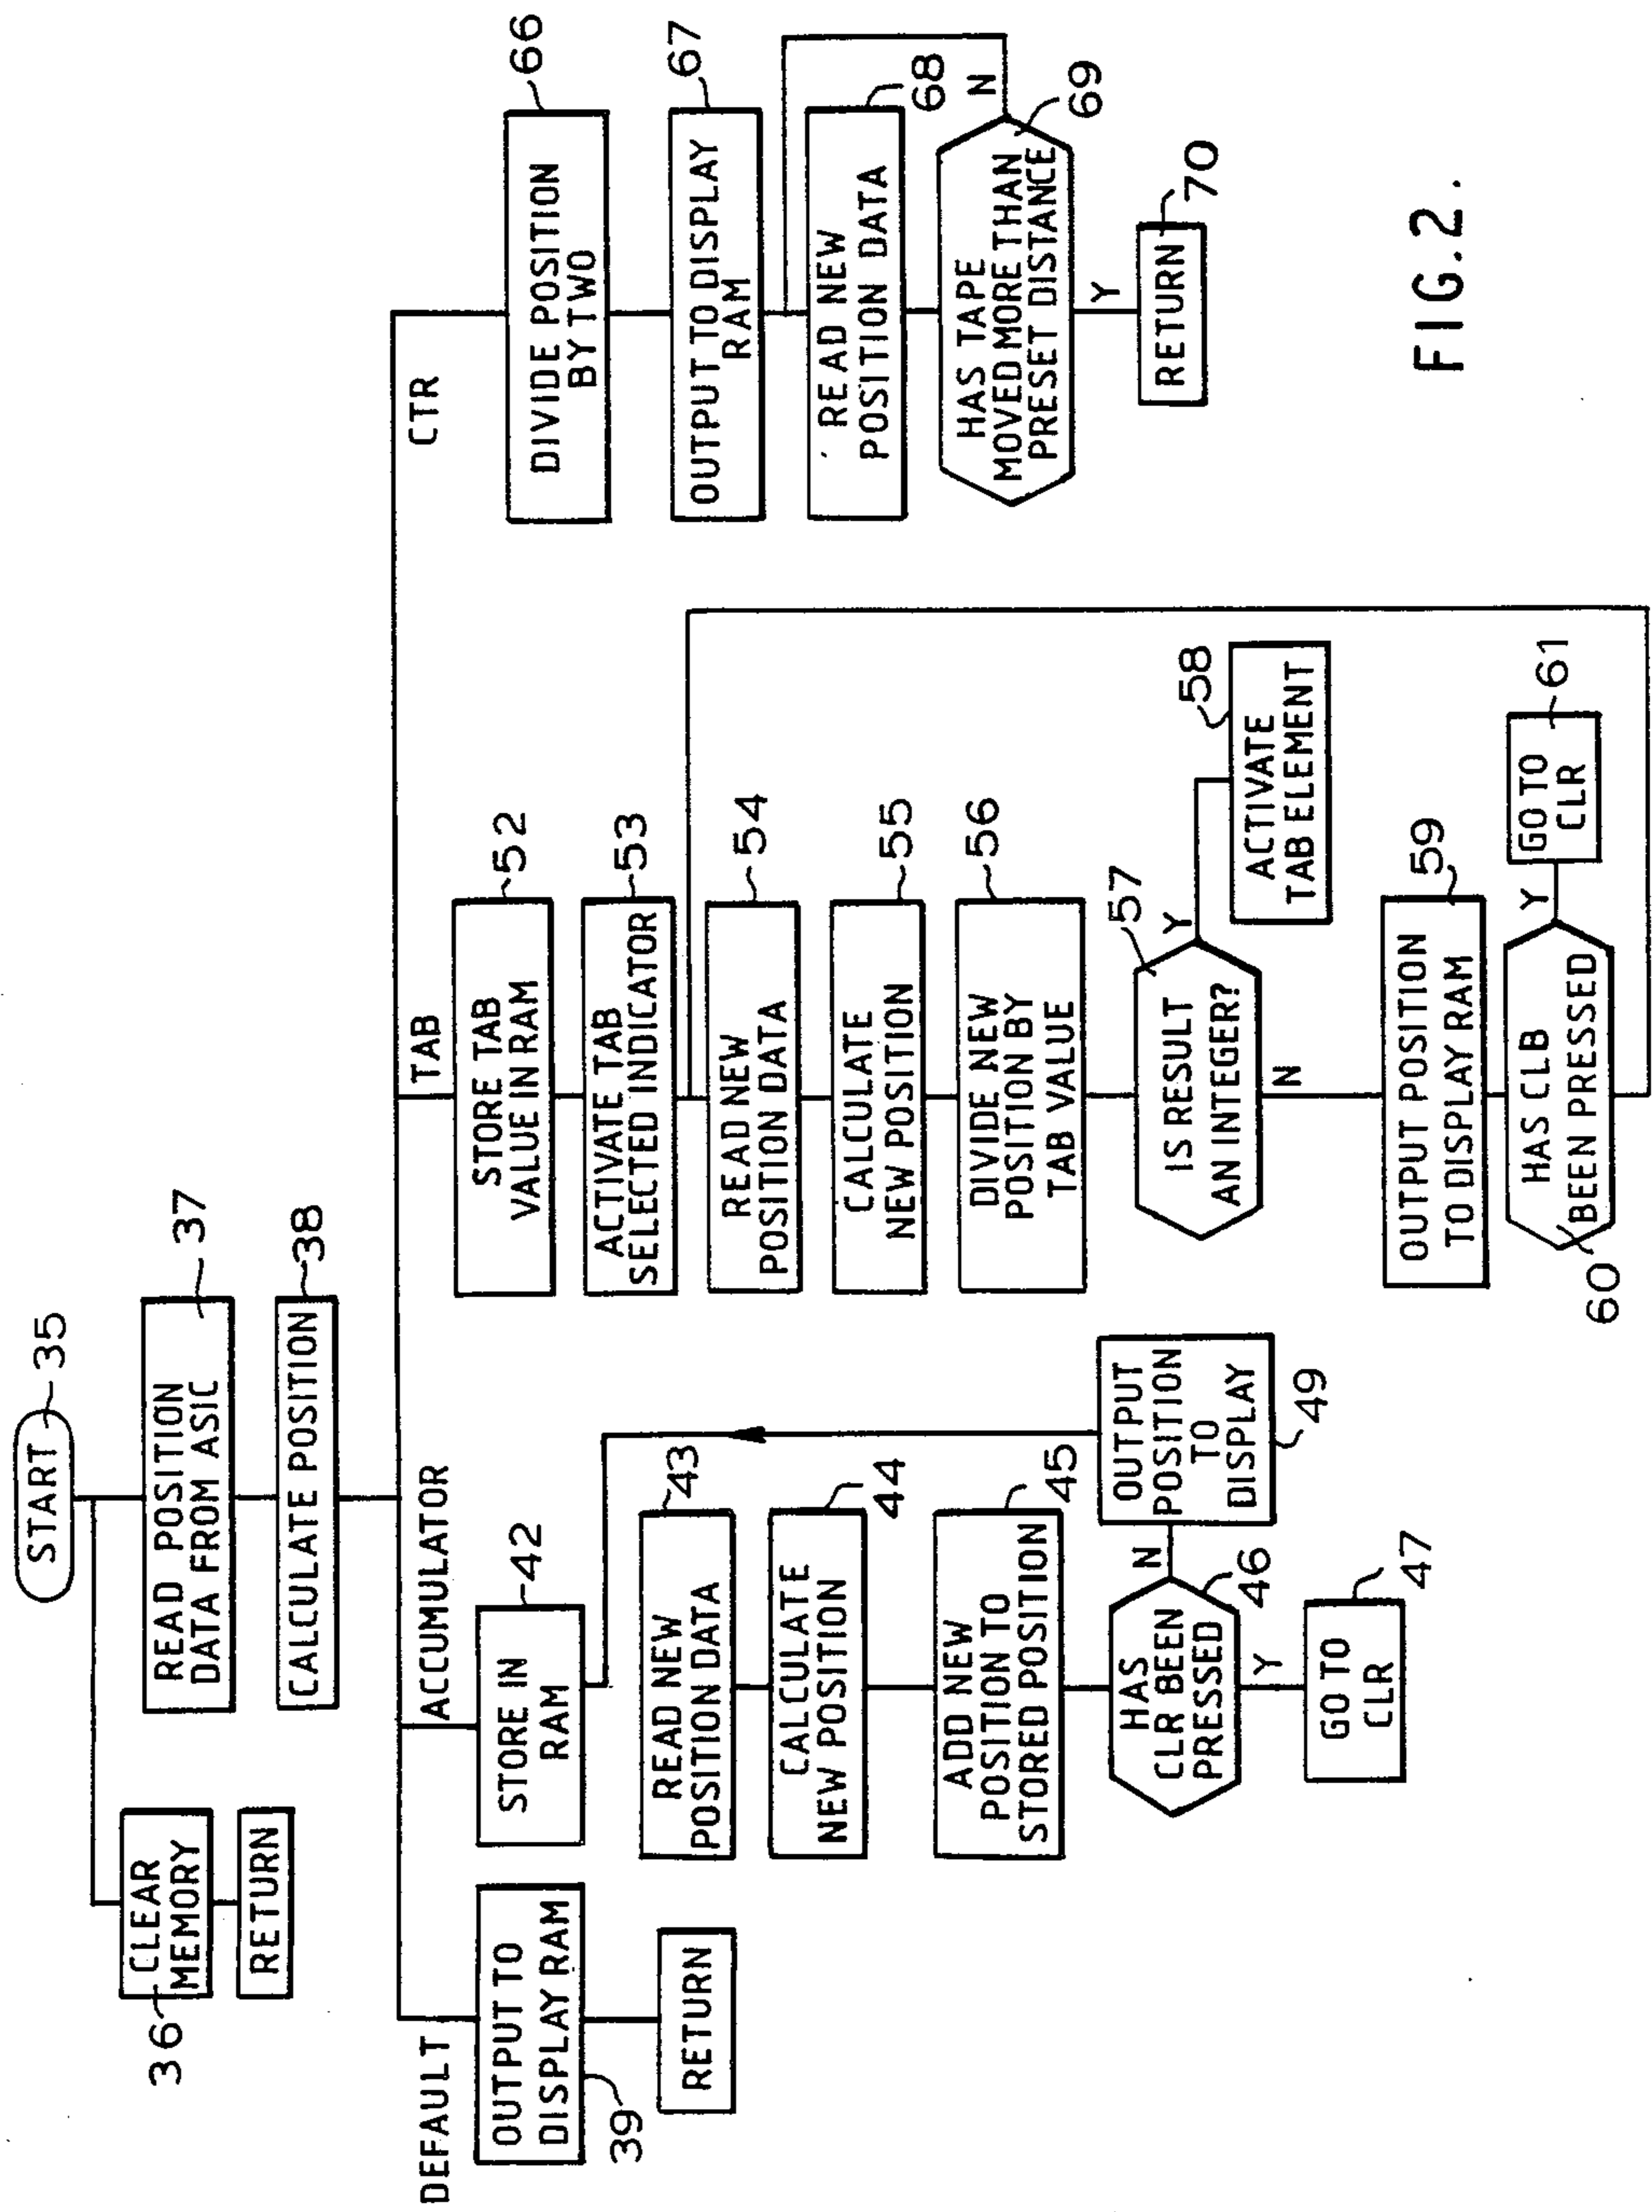 START
35
CLEAR
MEMORY
36
RETURN
READ POSITION
DATA FROM ASIC
37
CALCULATE POSITION
38
DEFAULT
OUTPUT TO
DISPLAY RAM
39
RETURN
ACCUMULATOR
STORE IN
RAM
42
READ NEW
POSITION DATA
43
CALCULATE
NEW POSITION
44
ADD NEW
POSITION TO
STORED POSITION
45
HAS
CLR BEEN
PRESSED
46
N
OUTPUT
POSITION
TO
DISPLAY
49
Y
GO TO
CLR
47
TAB
STORE TAB
VALUE IN RAM
52
ACTIVATE TAB
SELECTED INDICATOR
53
READ NEW
POSITION DATA
54
CALCULATE
NEW POSITION
55
DIVIDE NEW
POSITION BY
TAB VALUE
56
IS RESULT
AN INTEGER?
57
Y
ACTIVATE
TAB ELEMENT
58
N
OUTPUT POSITION
TO DISPLAY RAM
59
HAS CLB
BEEN PRESSED
60
Y
GO TO
CLR
61
CTR
DIVIDE POSITION
BY TWO
66
OUTPUT TO DISPLAY
RAM
67
READ NEW
POSITION DATA
68
HAS TAPE
MOVED MORE THAN
PRESET DISTANCE
69
N
Y
RETURN
70
FIG.2.